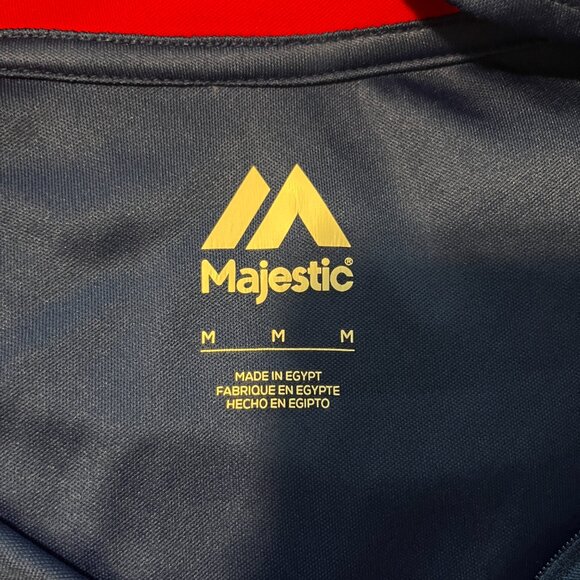 Majestic®
M M M
MADE IN EGYPT
FABRIQUE EN EGYPTE
HECHO EN EGIPTO